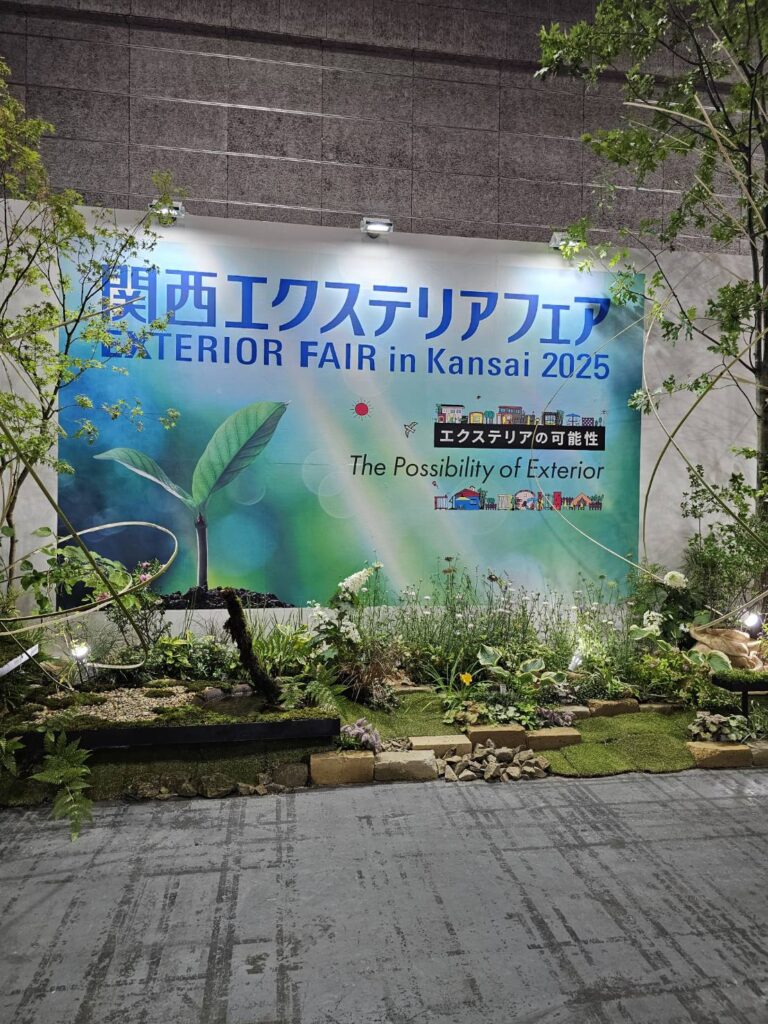 関西エクステリアフェア
EXTERIOR FAIR in Kansai 2025
エクステリアの可能性
The Possibility of Exterior